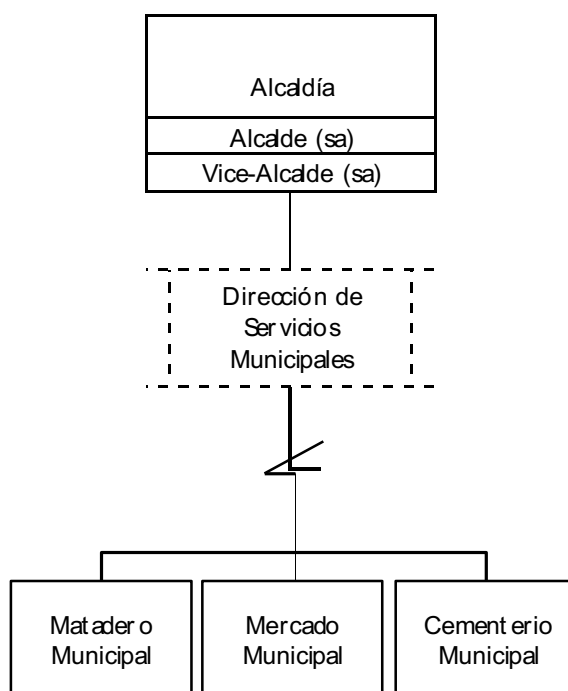 Alcaldía
Alcalde (sa)
Vice-Alcalde (sa)
Dirección de
Servicios
Municipales
Matadero
Municipal
Mercado
Municipal
Cementerio
Municipal